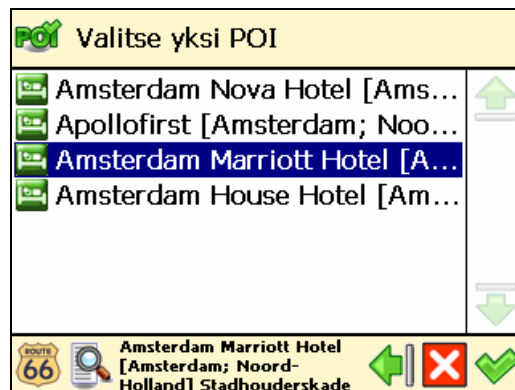 POI Valitse yksi POI
Amsterdam Nova Hotel [Ams...
Apollofirst [Amsterdam; Noo...
Amsterdam Marriott Hotel [A...
Amsterdam House Hotel [Am...
ROUTE
66
Amsterdam Marriott Hotel
[Amsterdam; Noord-
Holland] Stadhouderskade